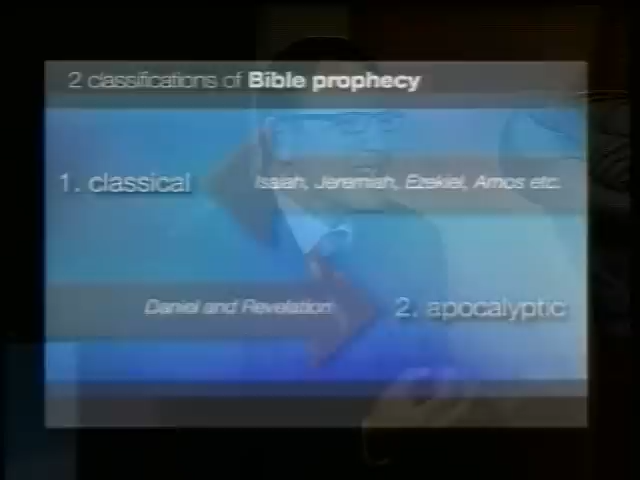 2 classifications of Bible prophecy
1. classical
Isaiah, Jeremiah, Ezekiel, Amos etc.
Daniel and Revelation
2. apocalyptic